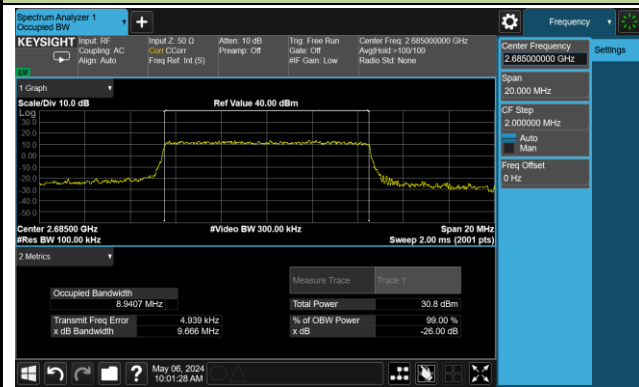 Spectrum Analyzer 1
Occupied BW
Frequency
KEYSIGHT
Input: RF
Coupling: AC
Align: Auto
Input Z: 50 Ω
Corr CCorr
Freq Ref: Int (S)
Atten: 10 dB
Preamp: Off
Trig: Free Run
Gate: Off
#IF Gain: Low
Center Freq: 2.685000000 GHz
Avg|Hold:>100/100
Radio Std: None
Center Frequency
2.685000000 GHz
Settings
Span
20.000 MHz
CF Step
2.000000 MHz
Auto
Man
Freq Offset
0 Hz
1 Graph
Scale/Div 10.0 dB
Ref Value 40.00 dBm
Log
30.0
20.0
10.0
0.00
-10.0
-20.0
-30.0
-40.0
-50.0
Center 2.68500 GHz
#Video BW 300.00 kHz
Span 20 MHz
#Res BW 100.00 kHz
Sweep 2.00 ms (2001 pts)
2 Metrics
Measure Trace
Trace 1
Occupied Bandwidth
8.9407 MHz
Total Power
30.8 dBm
Transmit Freq Error
4.939 kHz
% of OBW Power
99.00 %
x dB Bandwidth
9.666 MHz
x dB
-26.00 dB
May 06, 2024
10:01:28 AM